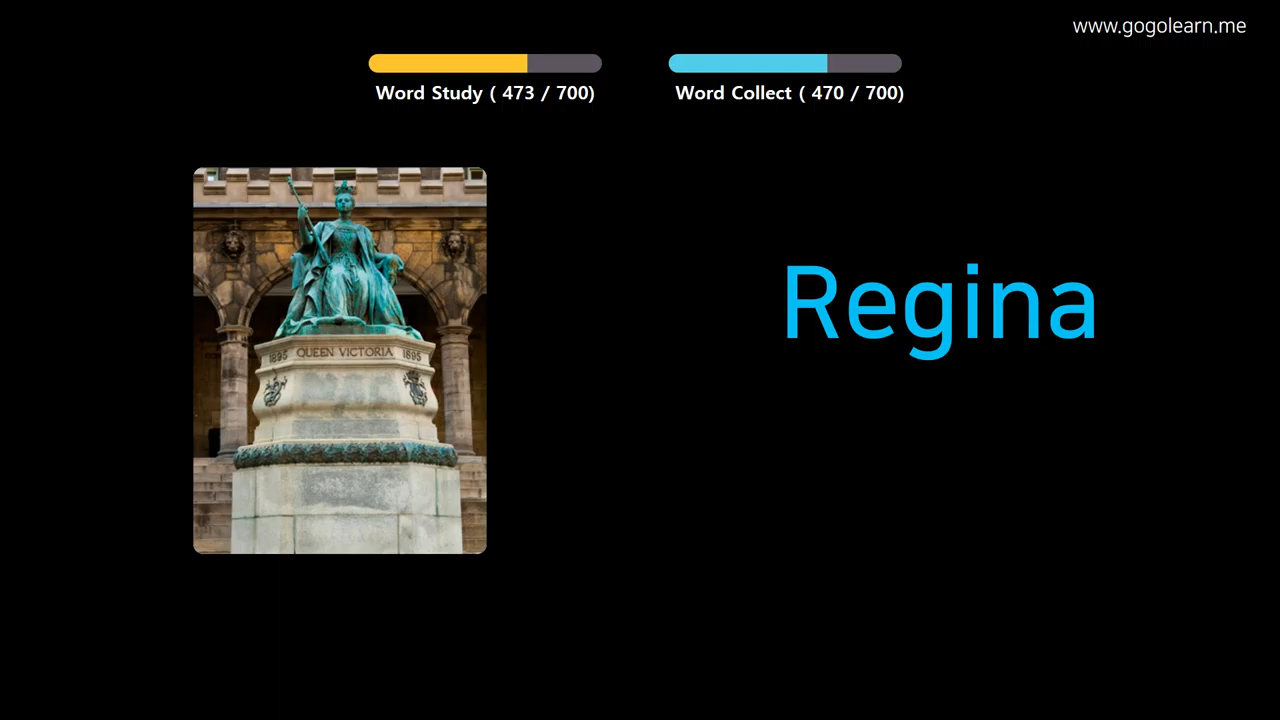 www.gogolearn.me
Word Study ( 473 / 700)
Word Collect ( 470 / 700)
Regina
1895 QUEEN VICTORIA 1895